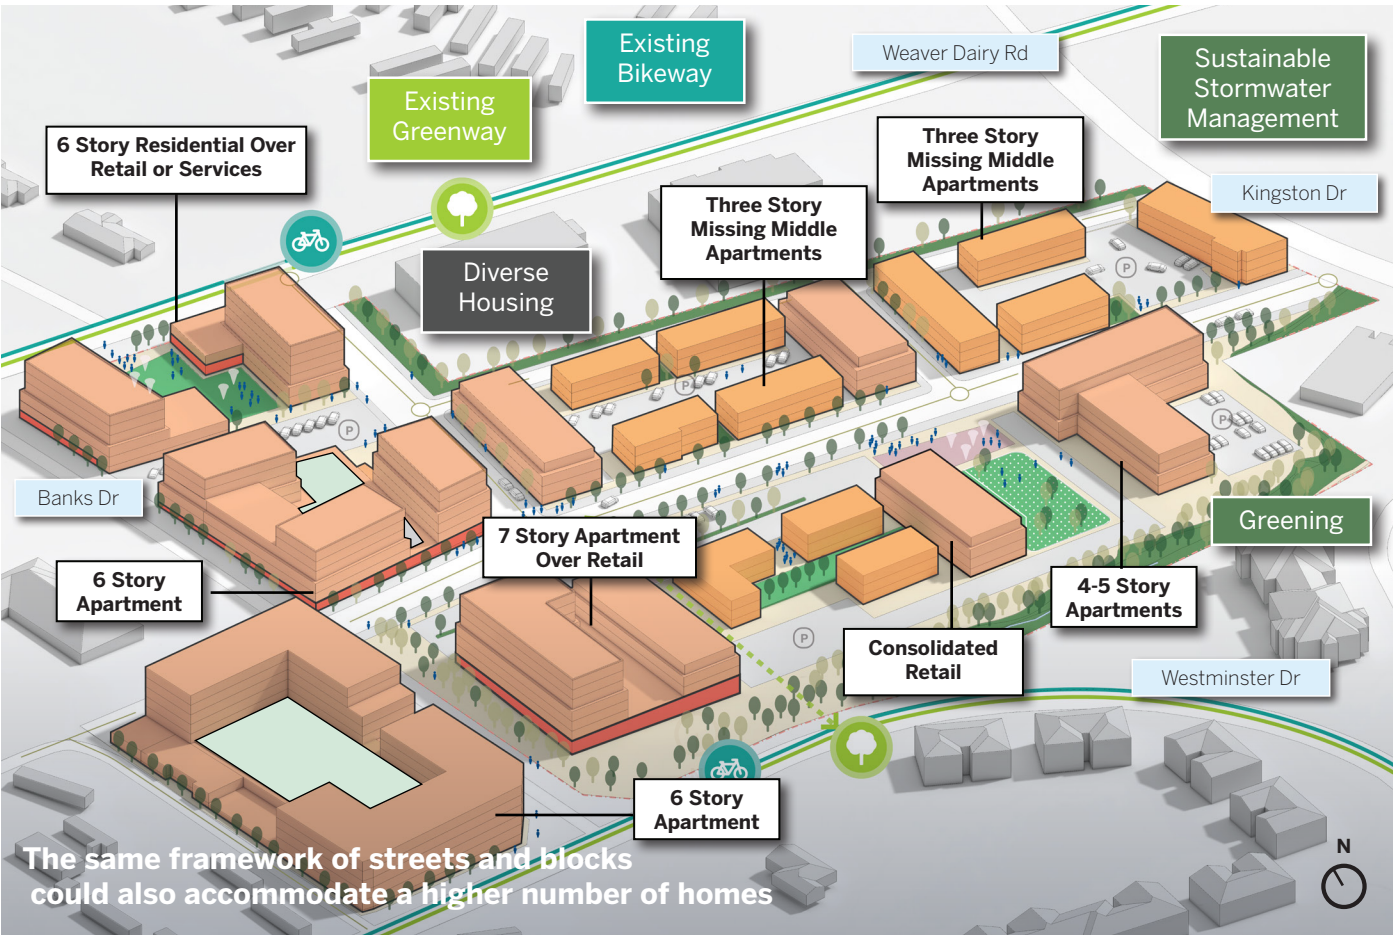 Existing
Bikeway
Weaver Dairy Rd
Sustainable
Stormwater
Management
Existing
Greenway
6 Story Residential Over
Retail or Services
Three Story
Missing Middle
Apartments
Kingston Dr
Three Story
Missing Middle
Apartments
Diverse
Housing
P
P
P
P
Banks Dr
Greening
7 Story Apartment
Over Retail
6 Story
Apartment
4-5 Story
Apartments
P
Consolidated
Retail
Westminster Dr
6 Story
Apartment
The same framework of streets and blocks
could also accommodate a higher number of homes
N